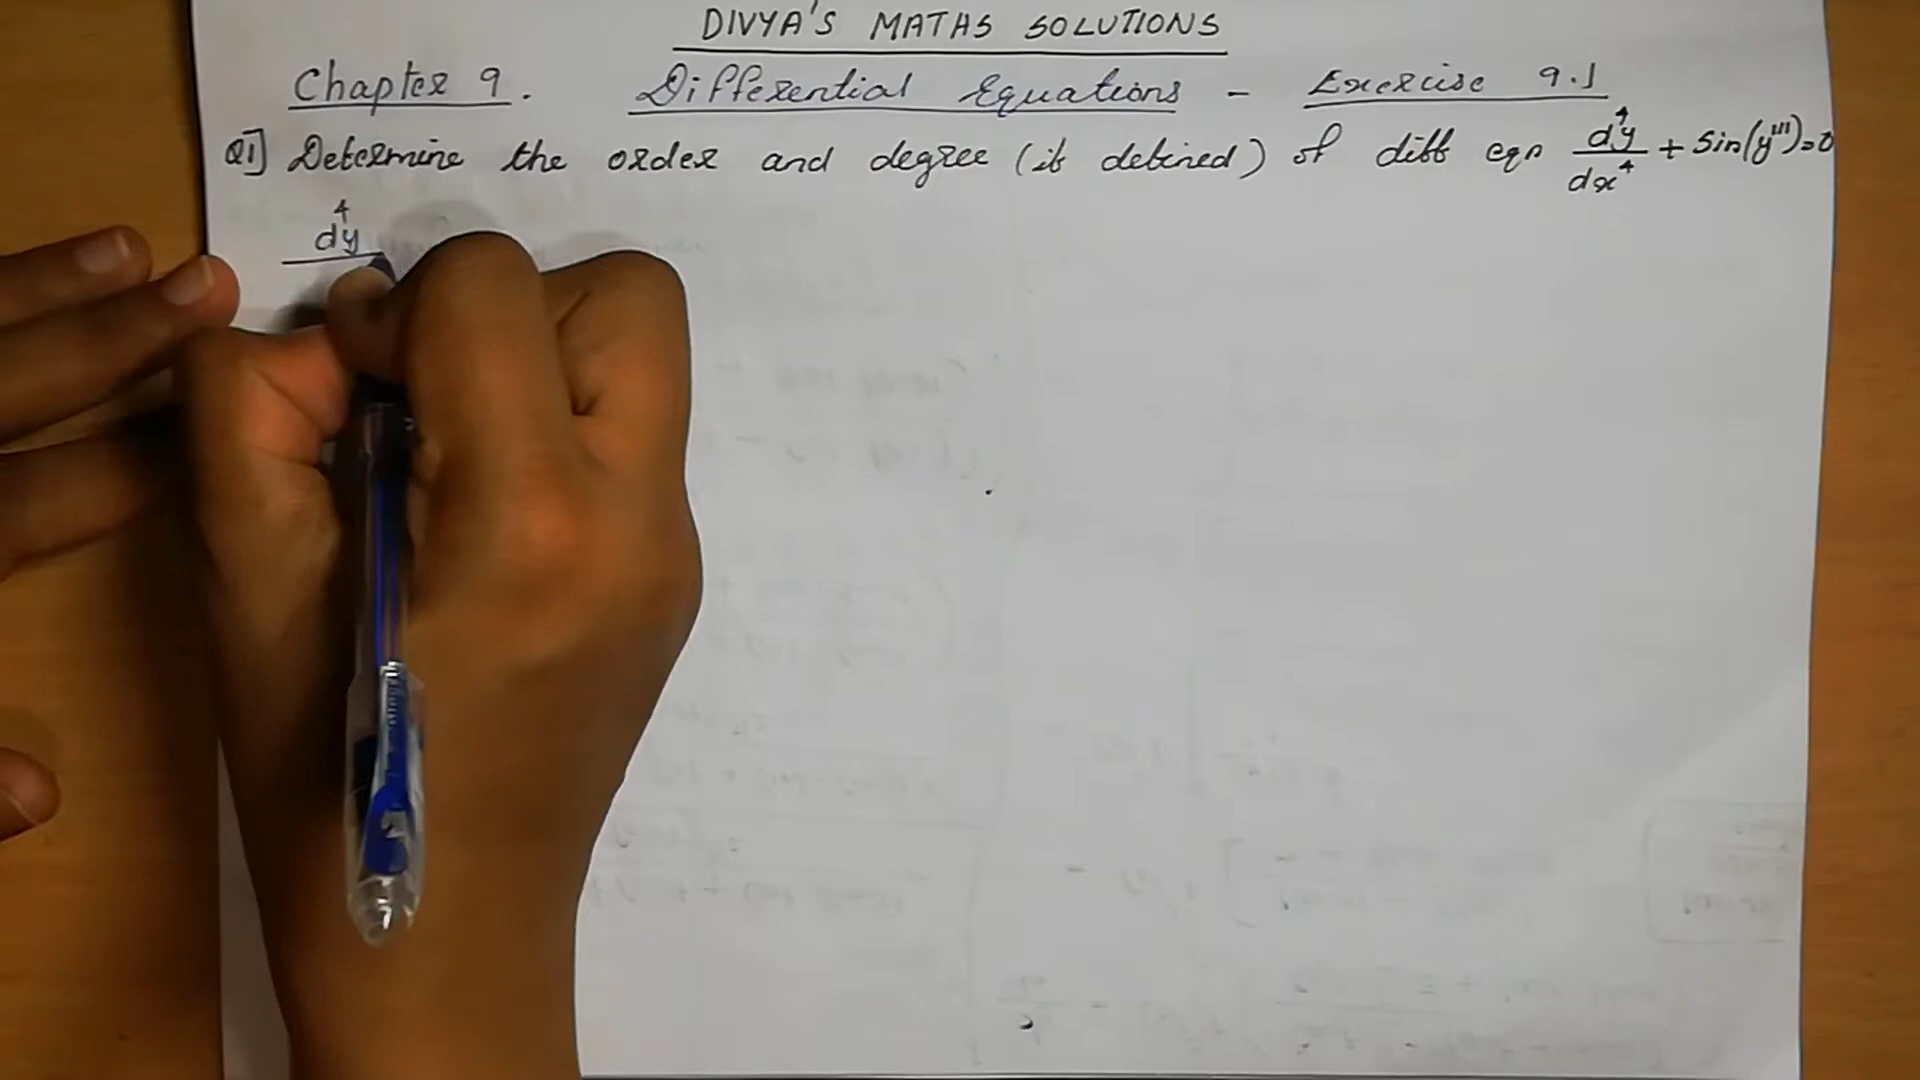 DIVYA'S MATHS SOLUTIONS
Chapter 9. Differential Equations - Exercise 9.1
Q1] Determine the order and degree (if defined) of diff eqn d⁴y/dx⁴ + Sin(y''')=0
d⁴y